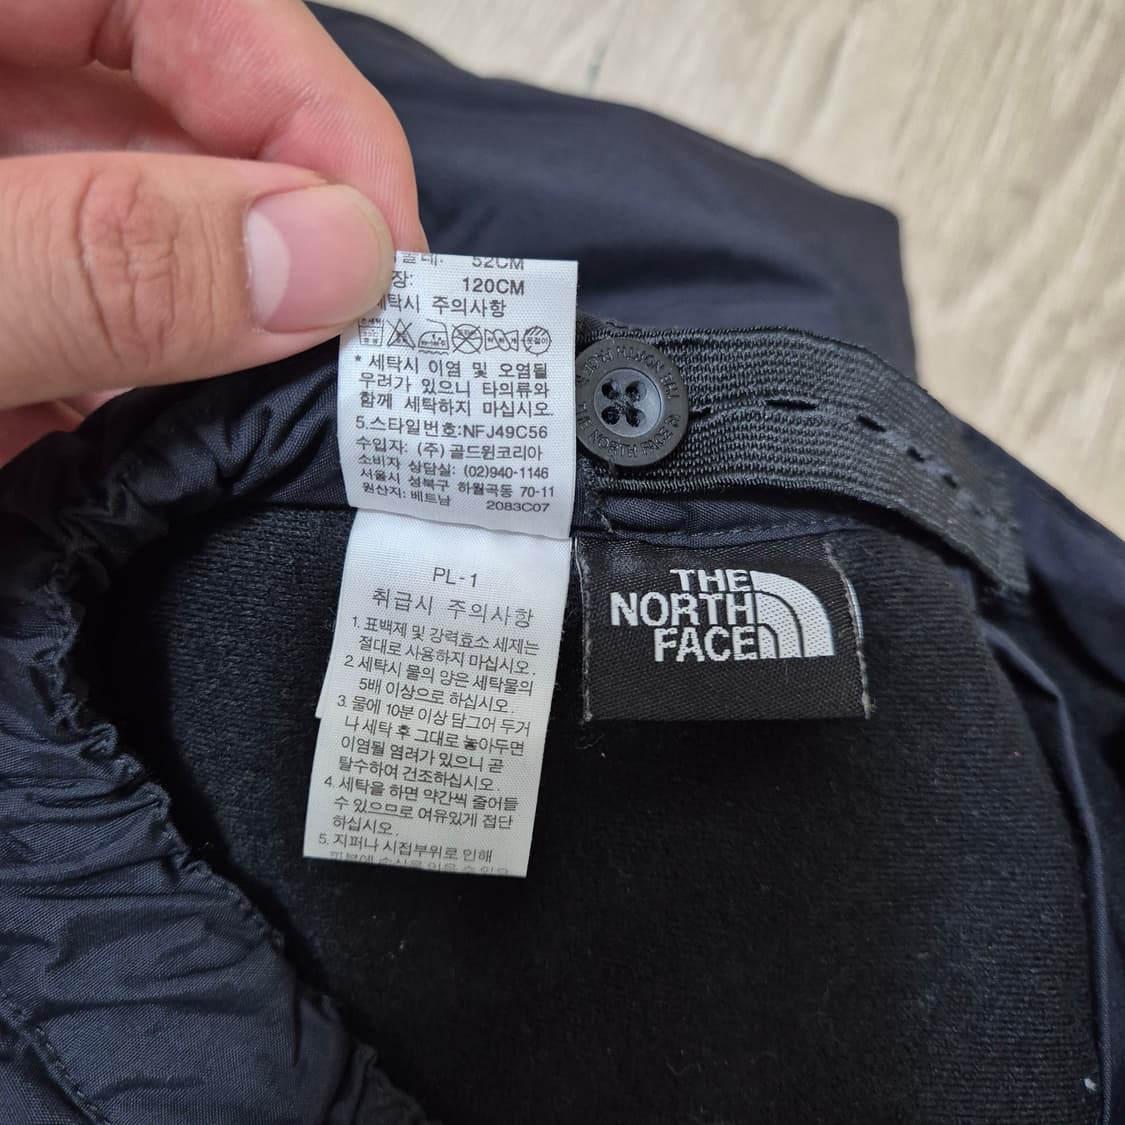 52CM
120CM
세탁시 주의사항
* 세탁시 이염 및 오염될
우려가 있으니 타의류와
함께 세탁하지 마십시오.
5.스타일번호:NFJ49C56
수입자: (주) 골드윈코리아
소비자 상담실: (02)940-1146
서울시 성북구 하월곡동 70-11
원산지: 베트남 2083C07
PL-1
취급시 주의사항
1. 표백제 및 강력효소 세제는
절대로 사용하지 마십시오.
2. 세탁시 물의 양은 세탁물의
5배 이상으로 하십시오.
3. 물에 10분 이상 담그어 두거
나 세탁 후 그대로 놓아두면
이염될 염려가 있으니 곧
탈수하여 건조하십시오.
4. 세탁을 하면 약간씩 줄어들
수 있으므로 여유있게 접단
하십시오.
5. 지퍼나 시접부위로 인해
THE
NORTH
FACE
THE NORTH FACE
THE NORTH FACE